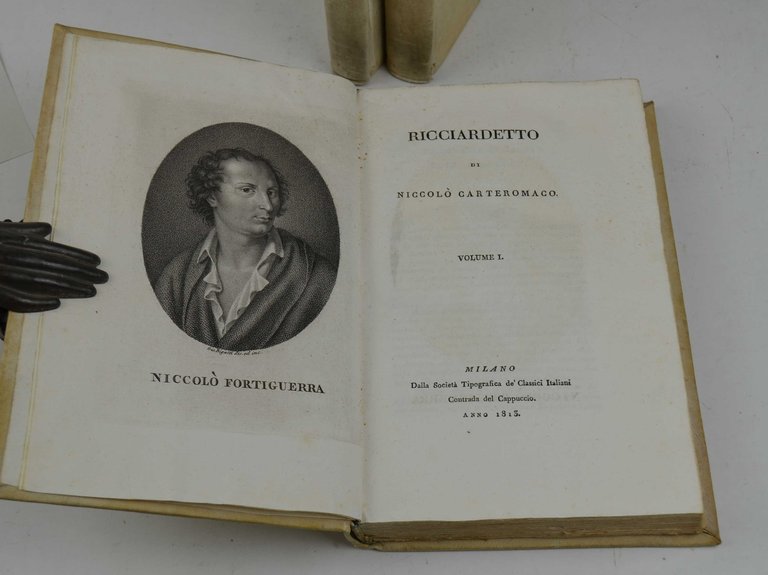 NICCOLÒ FORTIGUERRA
RICCIARDETTO
DI
NICCOLÒ CARTEROMACO.
VOLUME I.
MILANO
Dalla Società Tipografica de' Classici Italiani
Contrada del Cappuccio.
ANNO 1813.